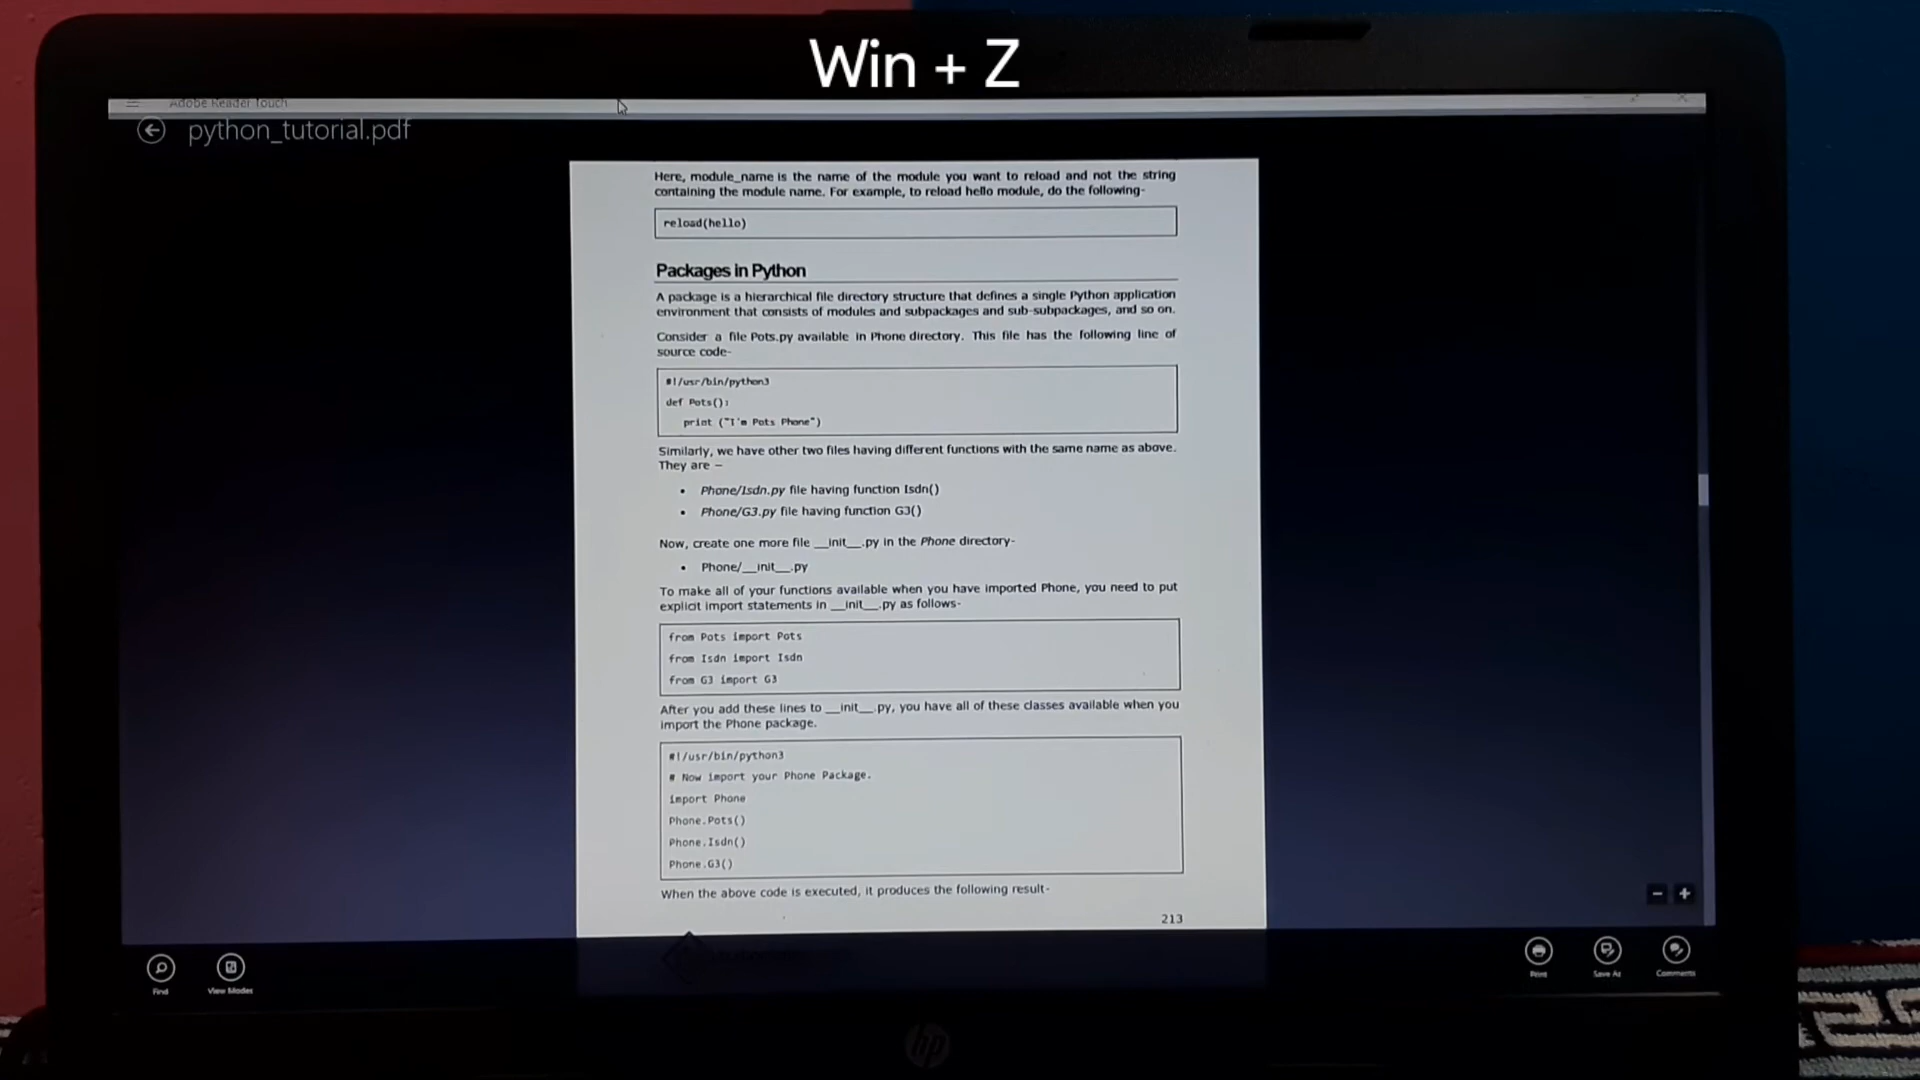 Win + Z
Adobe Reader Touch
python_tutorial.pdf
Here, module_name is the name of the module you want to reload and not the string
containing the module name. For example, to reload hello module, do the following-
reload(hello)
Packages in Python
A package is a hierarchical file directory structure that defines a single Python application
environment that consists of modules and subpackages and sub-subpackages, and so on.
Consider a file Pots.py available in Phone directory. This file has the following line of
source code-
#!/usr/bin/python3
def Pots():
print ("I'm Pots Phone")
Similarly, we have other two files having different functions with the same name as above.
They are –
• Phone/Isdn.py file having function Isdn()
• Phone/G3.py file having function G3()
Now, create one more file __init__.py in the Phone directory-
• Phone/__init__.py
To make all of your functions available when you have imported Phone, you need to put
explicit import statements in __init__.py as follows-
from Pots import Pots
from Isdn import Isdn
from G3 import G3
After you add these lines to __init__.py, you have all of these classes available when you
import the Phone package.
#!/usr/bin/python3
# Now import your Phone Package.
import Phone
Phone.Pots()
Phone.Isdn()
Phone.G3()
When the above code is executed, it produces the following result-
213
Find
View Modes
Print
Save As
Comments
hp